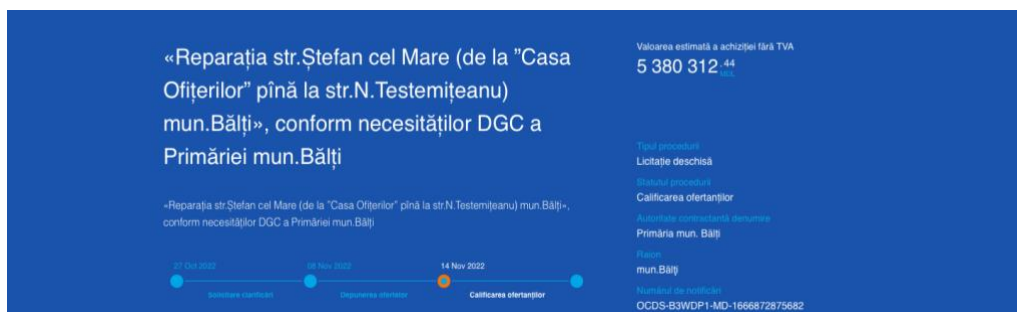 «Reparația str.Ștefan cel Mare (de la ”Casa
Ofițerilor” pînă la str.N.Testemițeanu)
mun.Bălți», conform necesităților DGC a
Primăriei mun.Bălți
«Reparația str.Ștefan cel Mare (de la ”Casa Ofițerilor” pînă la str.N.Testemițeanu) mun.Bălți»,
conform necesităților DGC a Primăriei mun.Bălți
27 Oct 2022
08 Nov 2022
14 Nov 2022
Solicitare clarificări
Depunerea ofertelor
Calificarea ofertanților
Valoarea estimată a achiziției fără TVA
5 380 312.44
MDL
Tipul procedurii
Licitație deschisă
Statutul procedurii
Calificarea ofertanților
Autoritate contractantă denumire
Primăria mun. Bălți
Raion
mun.Bălţi
Numărul de notificări
OCDS-B3WDP1-MD-1666872875682